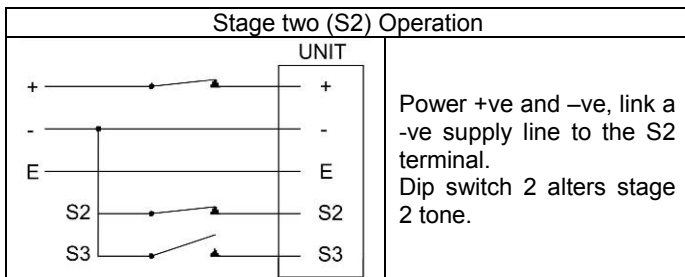 Stage two (S2) Operation
UNIT
+ +
- -
E E
S2 S2
S3 S3
Power +ve and –ve, link a
-ve supply line to the S2
terminal.
Dip switch 2 alters stage
2 tone.